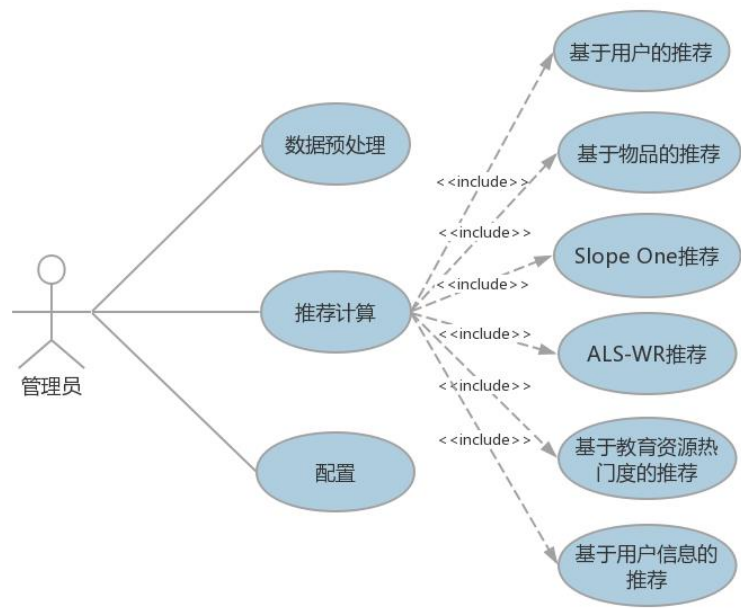 基于用户的推荐
数据预处理
基于物品的推荐
<<include>>
<<include>>
Slope One推荐
<<include>>
推荐计算
<<include>>
ALS-WR推荐
管理员
<<include>>
<<include>>
基于教育资源热
门度的推荐
配置
基于用户信息的
推荐